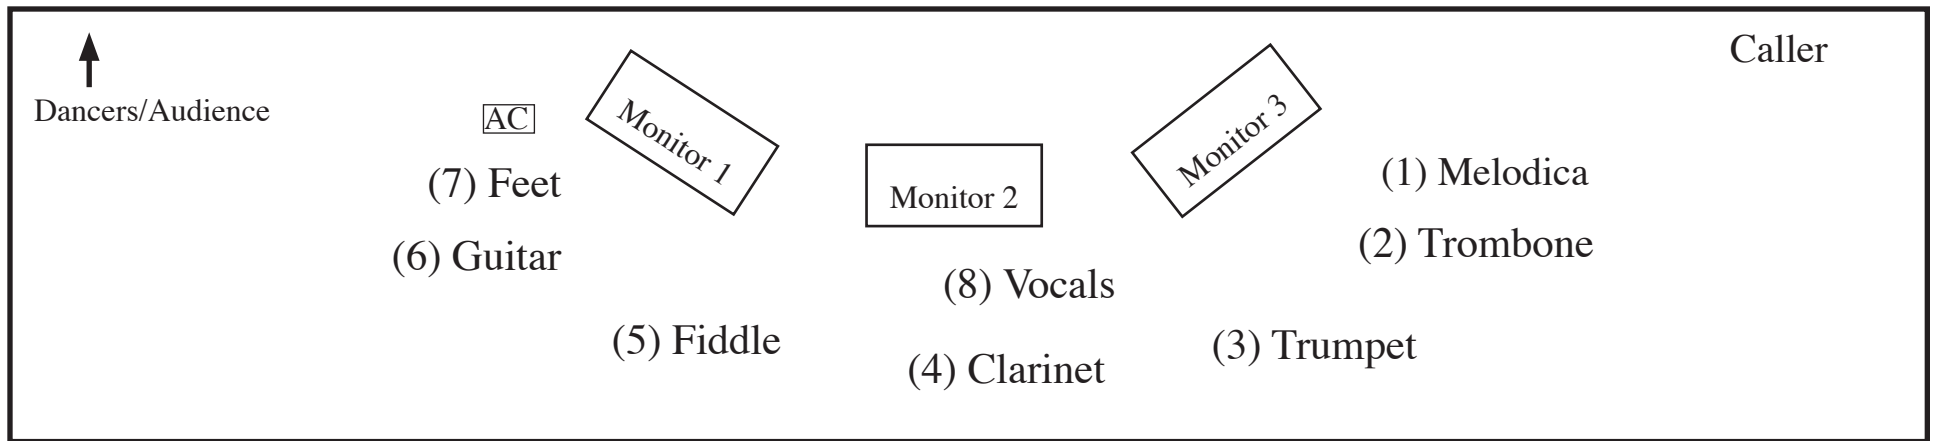 Caller
Dancers/Audience
AC
Monitor 1
Monitor 2
Monitor 3
(7) Feet
(1) Melodica
(6) Guitar
(2) Trombone
(8) Vocals
(5) Fiddle
(4) Clarinet
(3) Trumpet